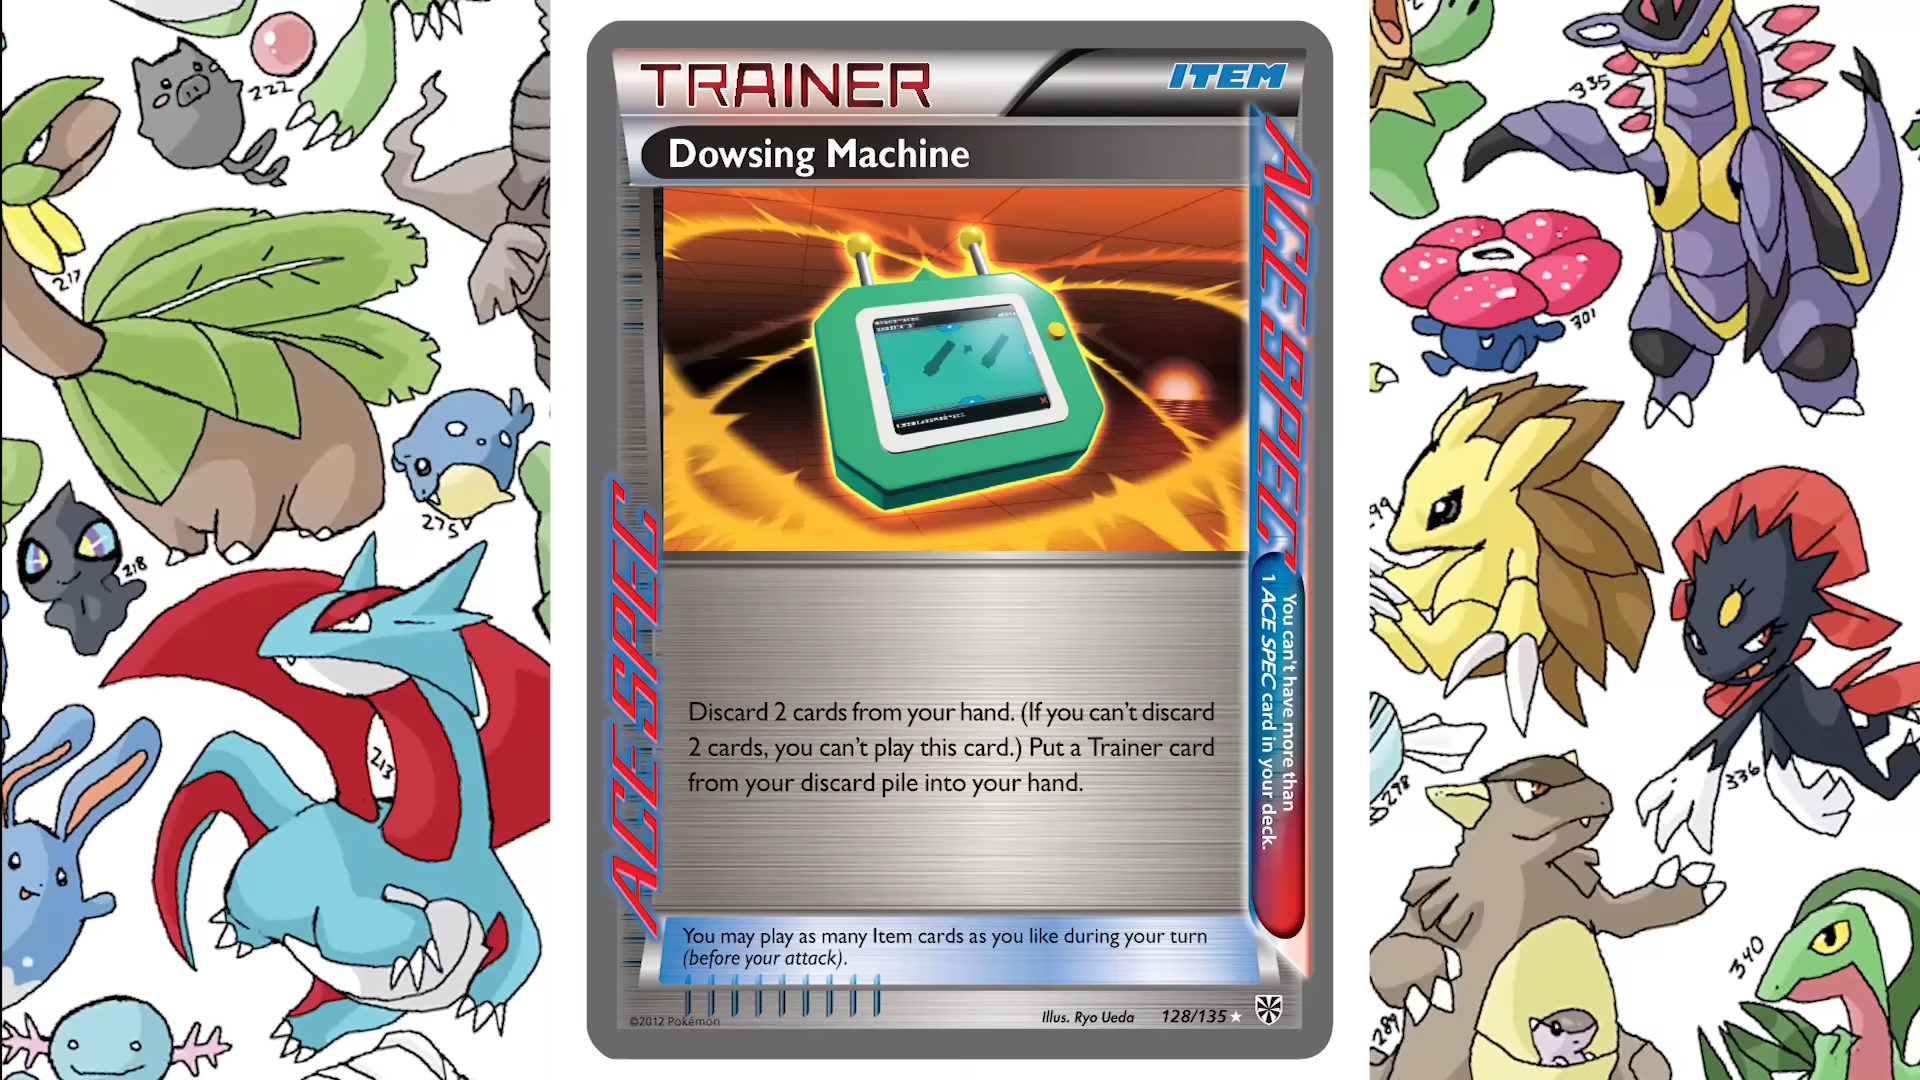 TRAINER
ITEM
Dowsing Machine
ACE SPEC
ACE SPEC
Discard 2 cards from your hand. (If you can't discard
2 cards, you can't play this card.) Put a Trainer card
from your discard pile into your hand.
You can't have more than
1 ACE SPEC card in your deck.
You may play as many Item cards as you like during your turn
(before your attack).
©2012 Pokémon
Illus. Ryo Ueda
128/135
222
217
275
218
213
335
301
298
336
289
340